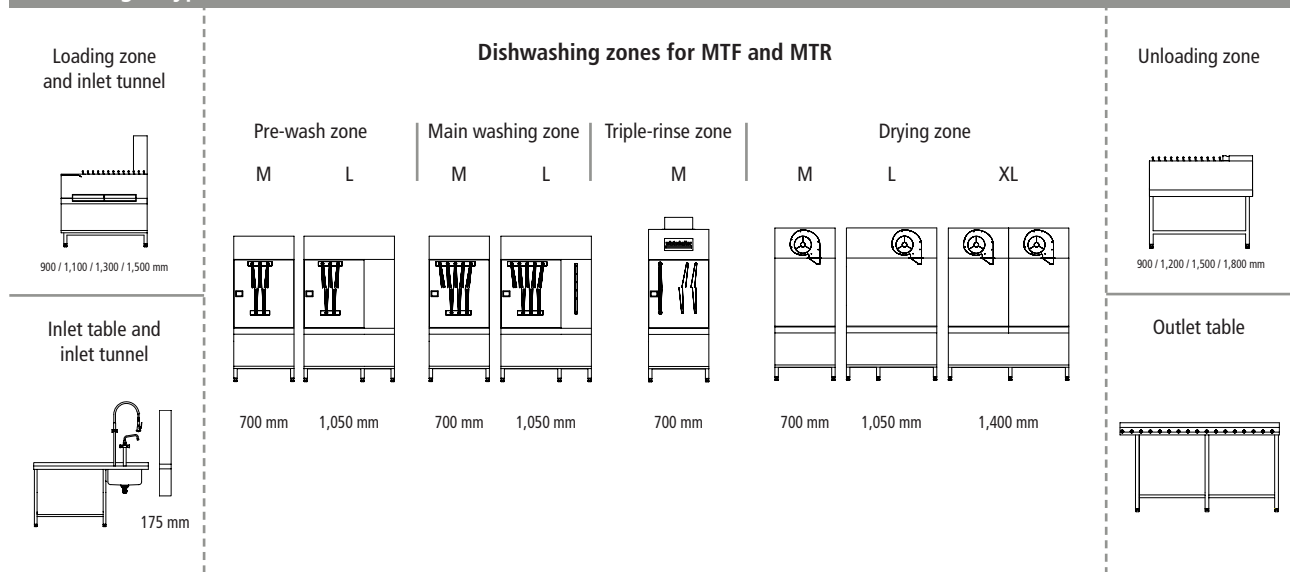 Loading zone
and inlet tunnel
900 / 1,100 / 1,300 / 1,500 mm
Inlet table and
inlet tunnel
175 mm
Dishwashing zones for MTF and MTR
Pre-wash zone
Main washing zone
Triple-rinse zone
Drying zone
M L M L M M L XL
700 mm 1,050 mm 700 mm 1,050 mm 700 mm 700 mm 1,050 mm 1,400 mm
Unloading zone
900 / 1,200 / 1,500 / 1,800 mm
Outlet table